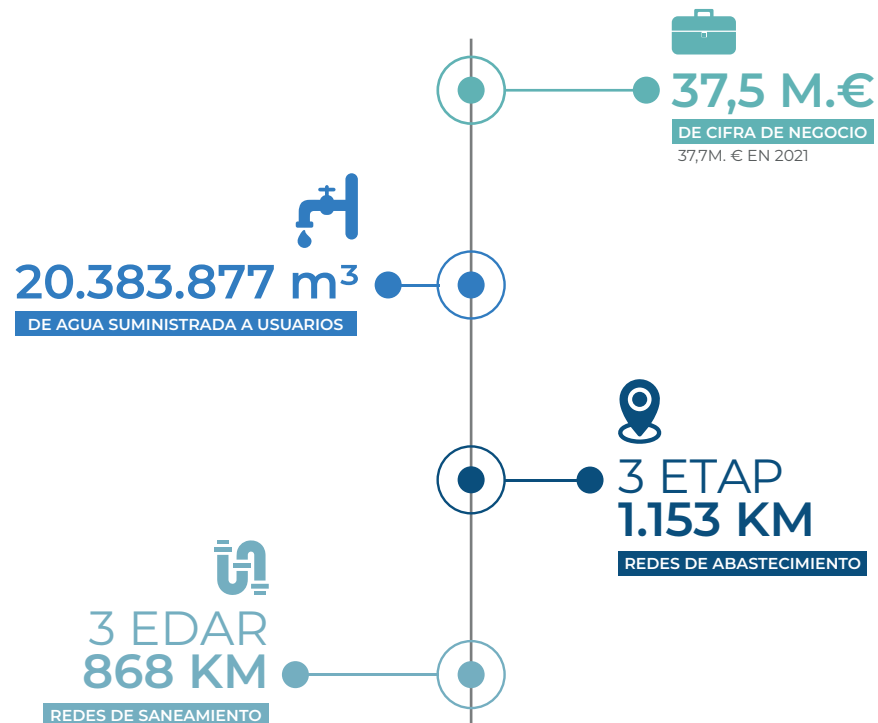 37,5 M.€
DE CIFRA DE NEGOCIO
37,7M. € EN 2021
20.383.877 m³
DE AGUA SUMINISTRADA A USUARIOS
3 ETAP
1.153 KM
REDES DE ABASTECIMIENTO
3 EDAR
868 KM
REDES DE SANEAMIENTO